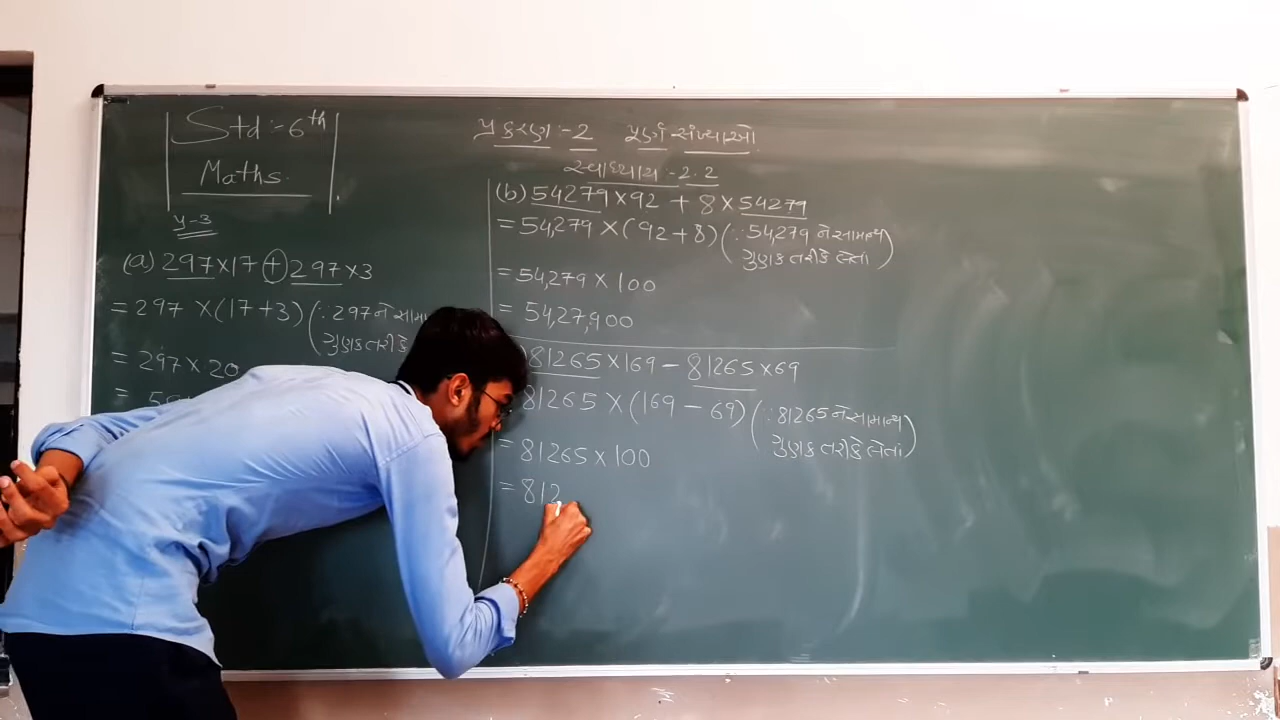 Std :- 6th
Maths.
પ્ર-3
(a) 297×17 + 297×3
= 297 ×(17+3) (∵ 297 ને
ગુણક તરીકે
= 297×20
=
પ્રકરણ :- 2 પૂર્ણ સંખ્યાઓ
સ્વાધ્યાય - 2.2
(b) 54279×92 + 8×54279
= 54,279 ×(92+8) (∵ 54,279 ને સામાન્ય
ગુણક તરીકે લેતાં)
= 54,279 × 100
= 54,27,900
81265×169 – 81265×69
81265 ×(169 – 69) (∵ 81265 ને સામાન્ય
ગુણક તરીકે લેતાં)
= 81265×100
= 812